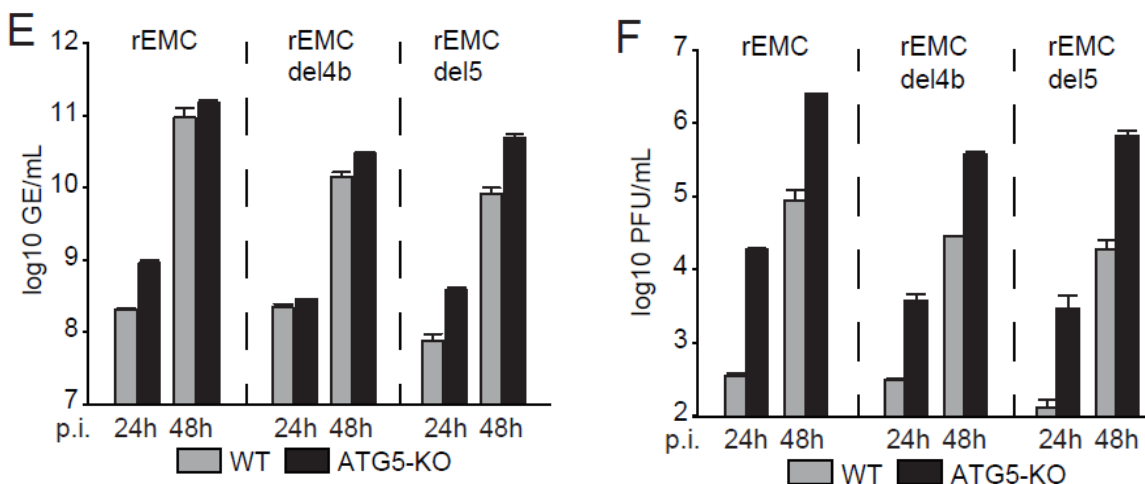 E
rEMC
rEMC
del4b
rEMC
del5
log10 GE/mL
12
11
10
9
8
7
p.i. 24h 48h 24h 48h 24h 48h
WT ATG5-KO
F
rEMC
rEMC
del4b
rEMC
del5
log10 PFU/mL
7
6
5
4
3
2
p.i. 24h 48h 24h 48h 24h 48h
WT ATG5-KO